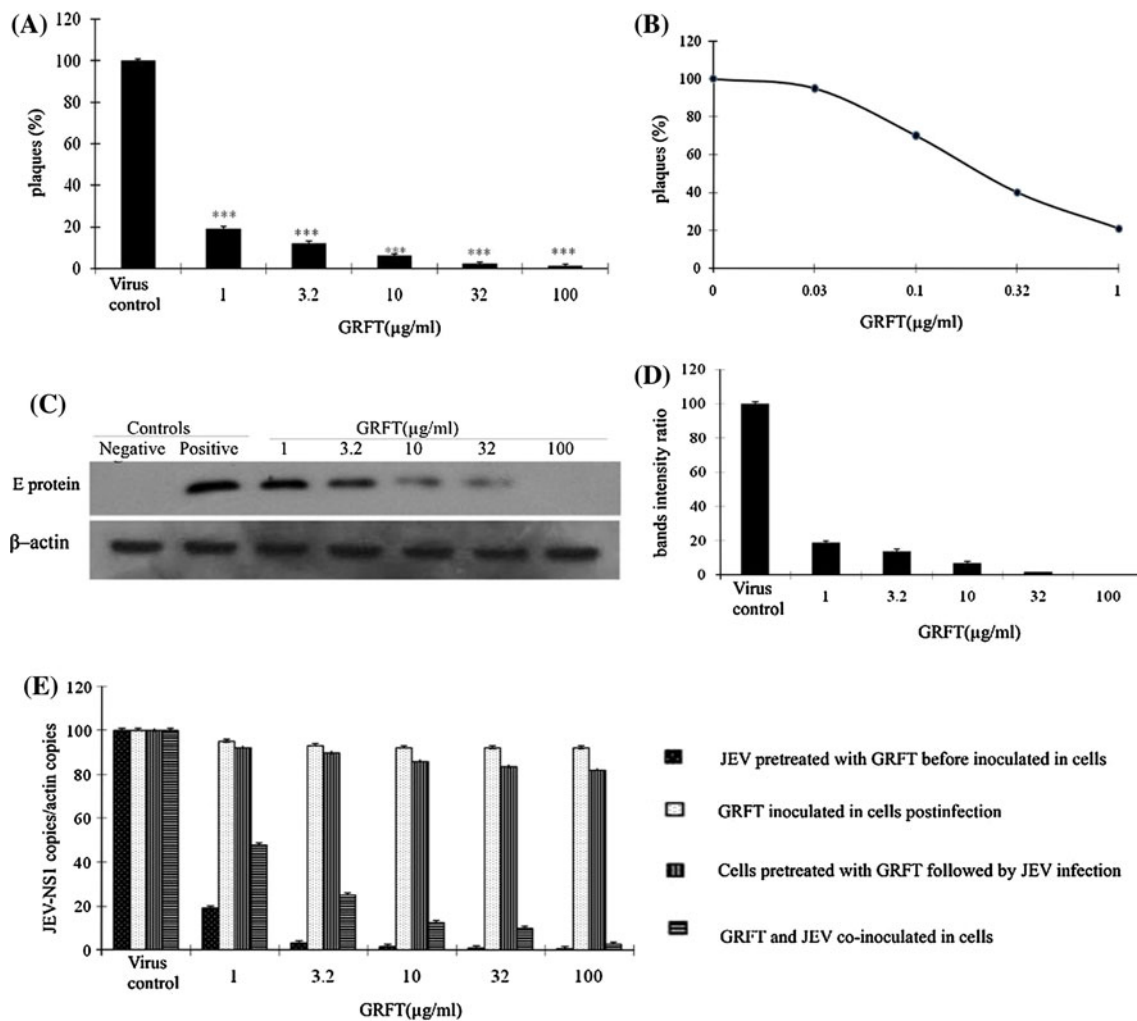 (A)
120
100
80
60
40
20
0
plaques (%)
***
***
***
***
***
Virus control
1
3.2
10
32
100
GRFT(µg/ml)
(B)
120
100
80
60
40
20
0
plaques (%)
0
0.03
0.1
0.32
1
GRFT(µg/ml)
(C)
Controls
GRFT(µg/ml)
Negative Positive 1 3.2 10 32 100
E protein
β–actin
(D)
120
100
80
60
40
20
0
bands intensity ratio
Virus control
1
3.2
10
32
100
GRFT(µg/ml)
(E)
120
100
80
60
40
20
0
JEV-NS1 copies/actin copies
Virus control
1
3.2
10
32
100
GRFT(µg/ml)
JEV pretreated with GRFT before inoculated in cells
GRFT inoculated in cells postinfection
Cells pretreated with GRFT followed by JEV infection
GRFT and JEV co-inoculated in cells